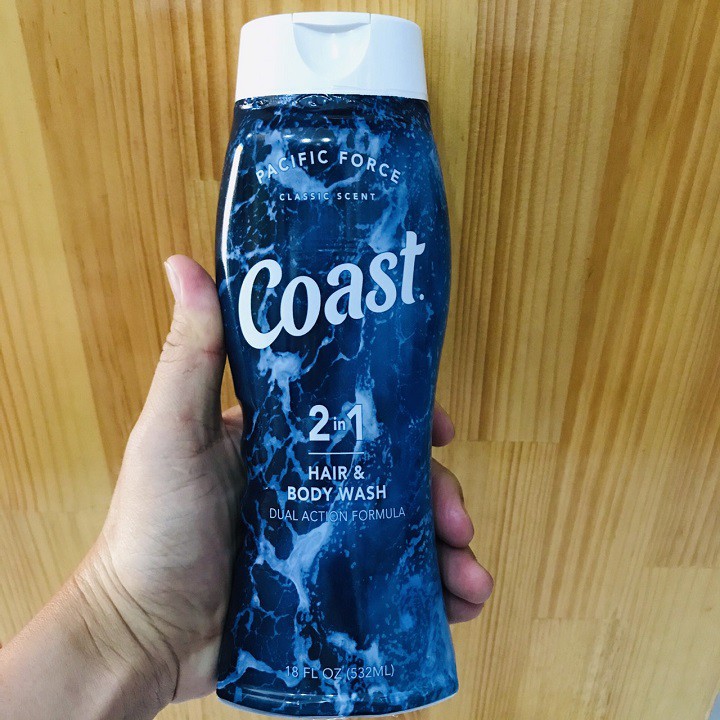 PACIFIC FORCE
CLASSIC SCENT
Coast®
2 in 1
HAIR &
BODY WASH
DUAL ACTION FORMULA
18 FL OZ (532ML)